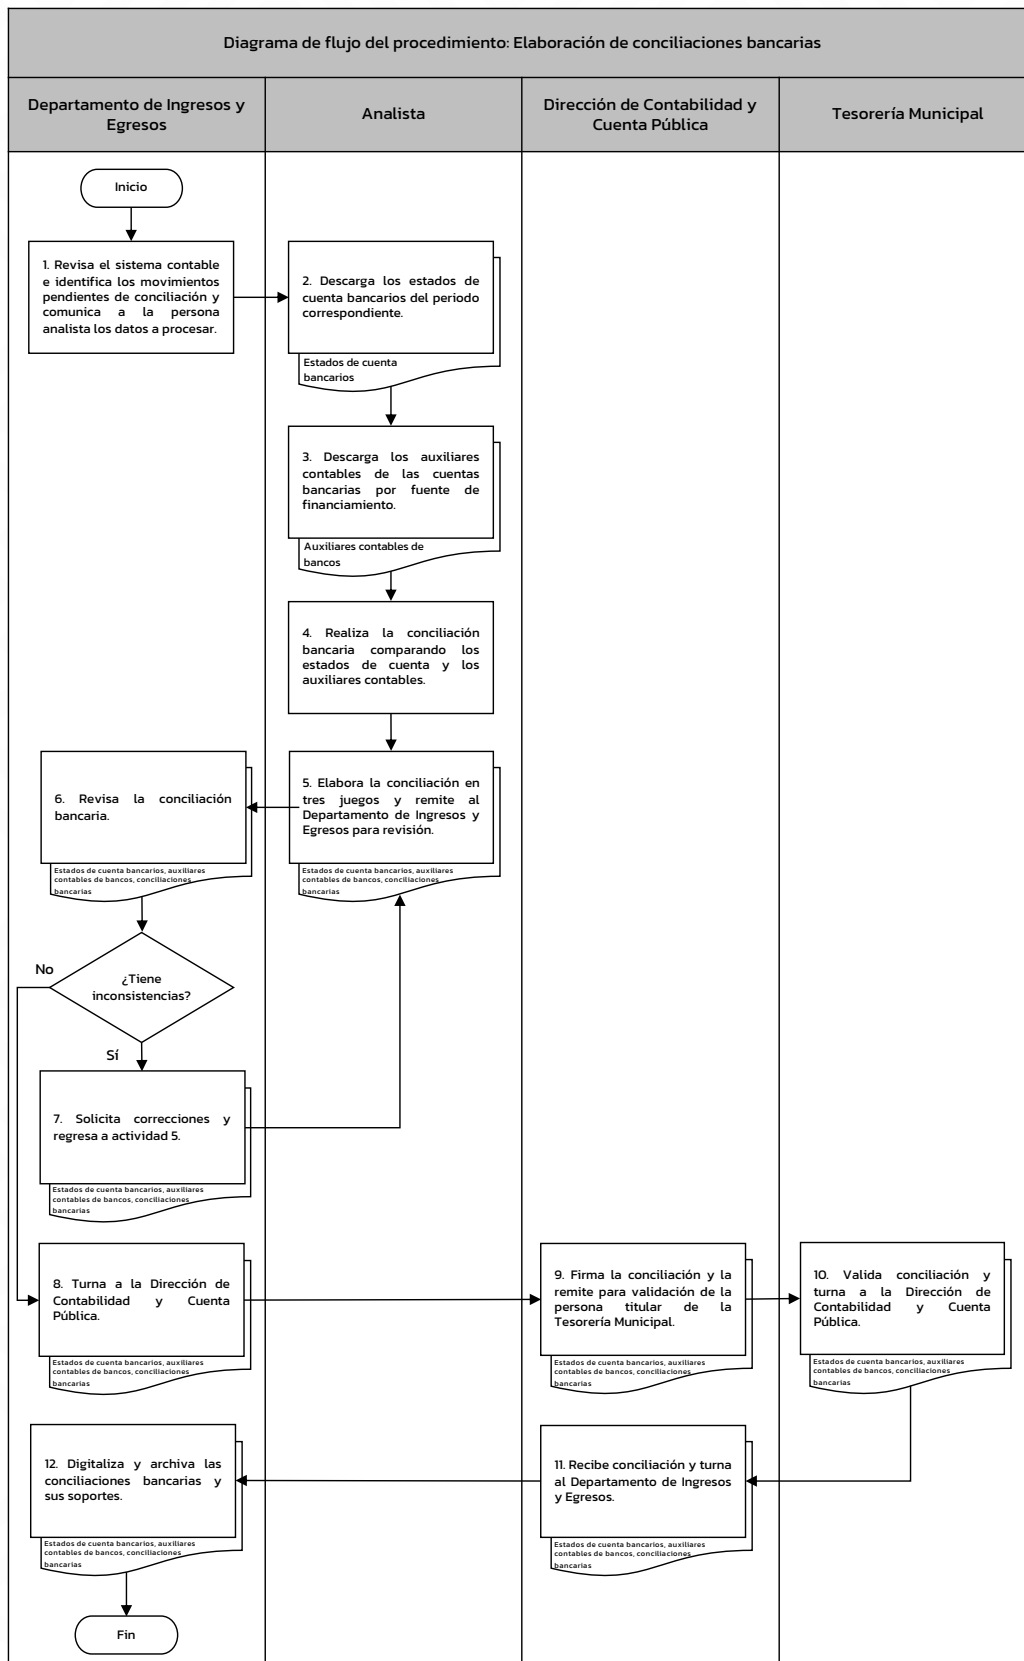 Diagrama de flujo del procedimiento: Elaboración de conciliaciones bancarias
Departamento de Ingresos y
Egresos
Analista
Dirección de Contabilidad y
Cuenta Pública
Tesorería Municipal
Inicio
1. Revisa el sistema contable
e identifica los movimientos
pendientes de conciliación y
comunica a la persona
analista los datos a procesar.
2. Descarga los estados de
cuenta bancarios del periodo
correspondiente.
Estados de cuenta
bancarios
3. Descarga los auxiliares
contables de las cuentas
bancarias por fuente de
financiamiento.
Auxiliares contables de
bancos
4. Realiza la conciliación
bancaria comparando los
estados de cuenta y los
auxiliares contables.
5. Elabora la conciliación en
tres juegos y remite al
Departamento de Ingresos y
Egresos para revisión.
Estados de cuenta bancarios, auxiliares
contables de bancos, conciliaciones
bancarias
6. Revisa la conciliación
bancaria.
Estados de cuenta bancarios, auxiliares
contables de bancos, conciliaciones
bancarias
¿Tiene
inconsistencias?
No
Sí
7. Solicita correcciones y
regresa a actividad 5.
Estados de cuenta bancarios, auxiliares
contables de bancos, conciliaciones
bancarias
8. Turna a la Dirección de
Contabilidad y Cuenta
Pública.
Estados de cuenta bancarios, auxiliares
contables de bancos, conciliaciones
bancarias
9. Firma la conciliación y la
remite para validación de la
persona titular de la
Tesorería Municipal.
Estados de cuenta bancarios, auxiliares
contables de bancos, conciliaciones
bancarias
10. Valida conciliación y
turna a la Dirección de
Contabilidad y Cuenta
Pública.
Estados de cuenta bancarios, auxiliares
contables de bancos, conciliaciones
bancarias
11. Recibe conciliación y turna
al Departamento de Ingresos
y Egresos.
Estados de cuenta bancarios, auxiliares
contables de bancos, conciliaciones
bancarias
12. Digitaliza y archiva las
conciliaciones bancarias y
sus soportes.
Estados de cuenta bancarios, auxiliares
contables de bancos, conciliaciones
bancarias
Fin